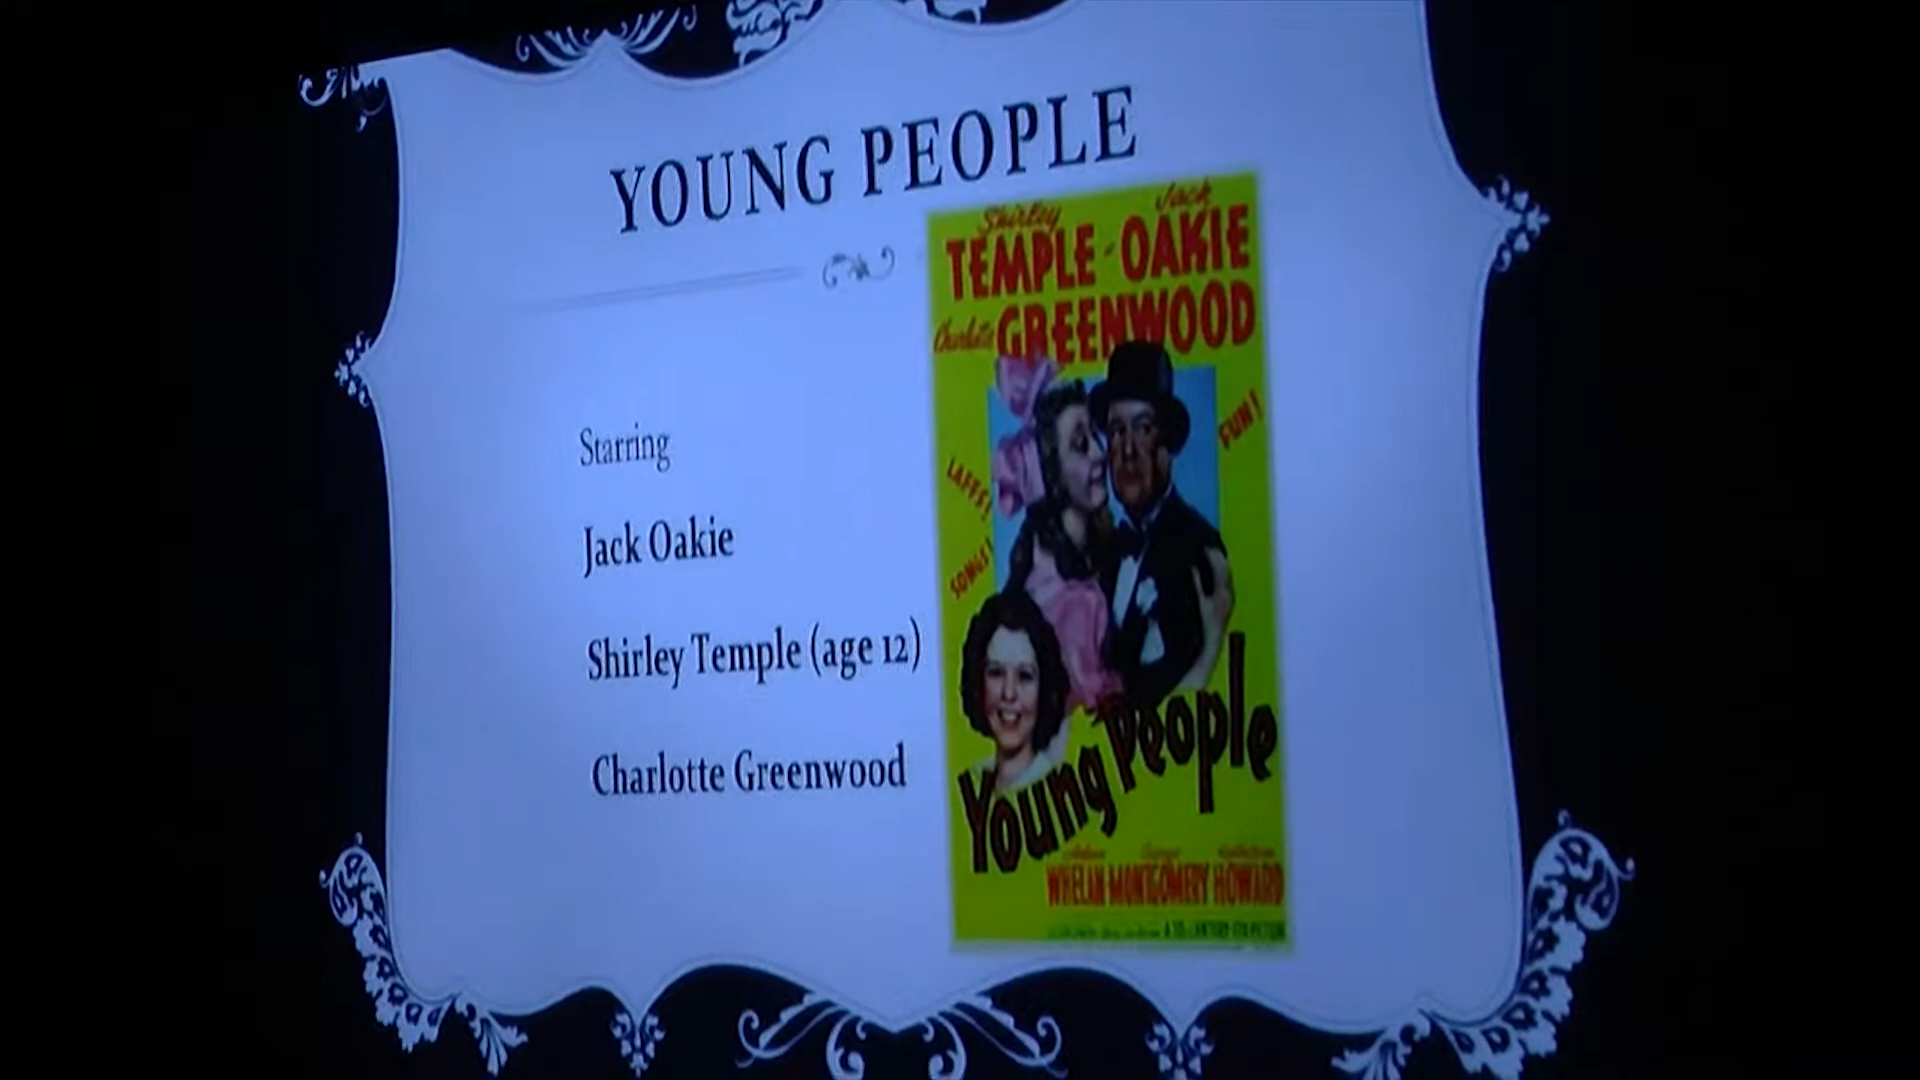 YOUNG PEOPLE
Starring
Jack Oakie
Shirley Temple (age 12)
Charlotte Greenwood
Shirley Jack
TEMPLE - OAKIE
Charlotte GREENWOOD
FUN!
LAFFS!
SONGS!
Young People
WHELAN MONTGOMERY HOWARD